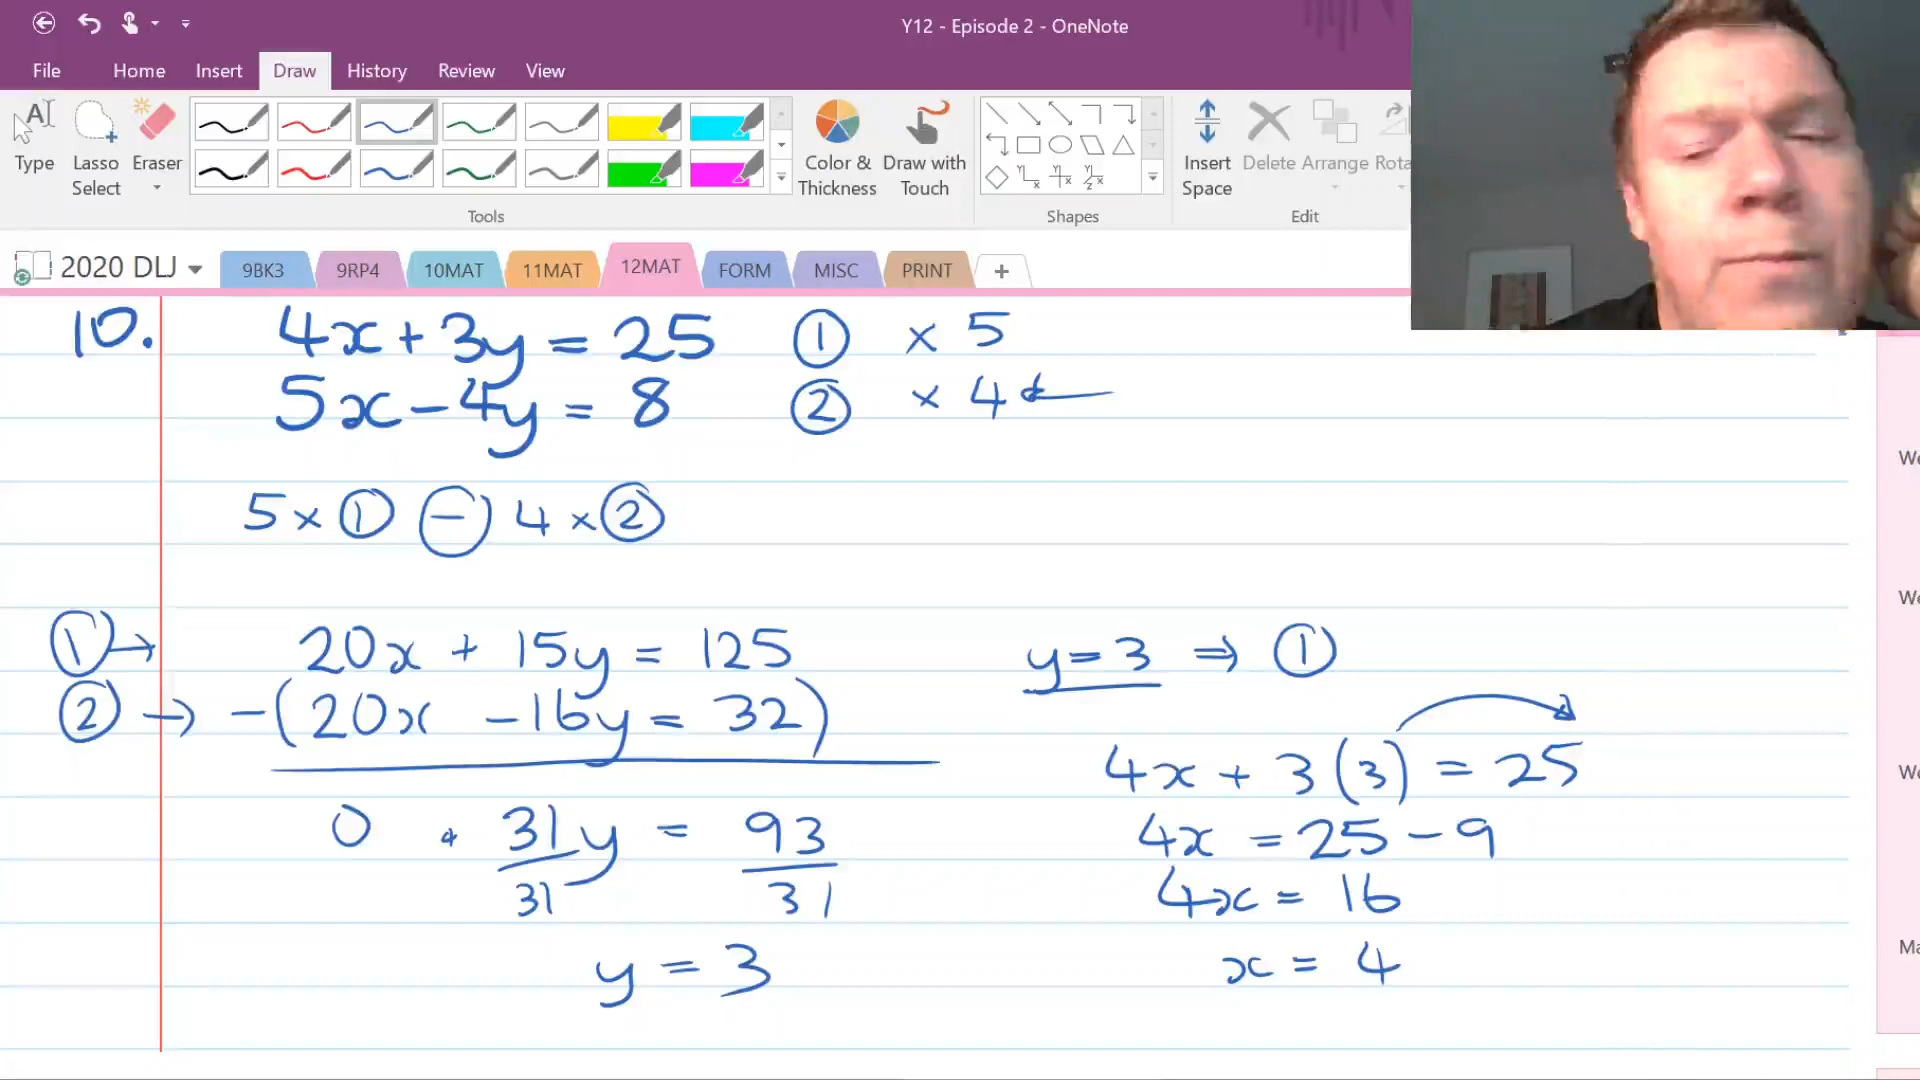 Y12 - Episode 2 - OneNote
File Home Insert Draw History Review View
Type Lasso Select Eraser Color & Thickness Draw with Touch Insert Space Delete Arrange
Tools Shapes Edit
2020 DLJ 9BK3 9RP4 10MAT 11MAT 12MAT FORM MISC PRINT +
10. 4x + 3y = 25 ① × 5
5x - 4y = 8 ② × 4 ←
5 × ① ⊖ 4 × ②
① → 20x + 15y = 125
② → -(20x - 16y = 32)
0 + 31y/31 = 93/31
y = 3
y = 3 ⇒ ①
4x + 3(3) = 25
4x = 25 - 9
4x = 16
x = 4